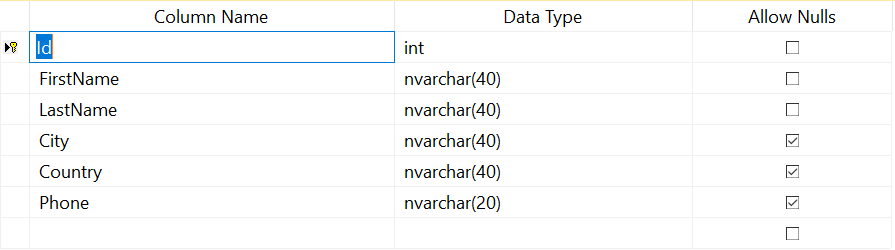 Column Name Data Type Allow Nulls
Id int
FirstName nvarchar(40)
LastName nvarchar(40)
City nvarchar(40)
Country nvarchar(40)
Phone nvarchar(20)